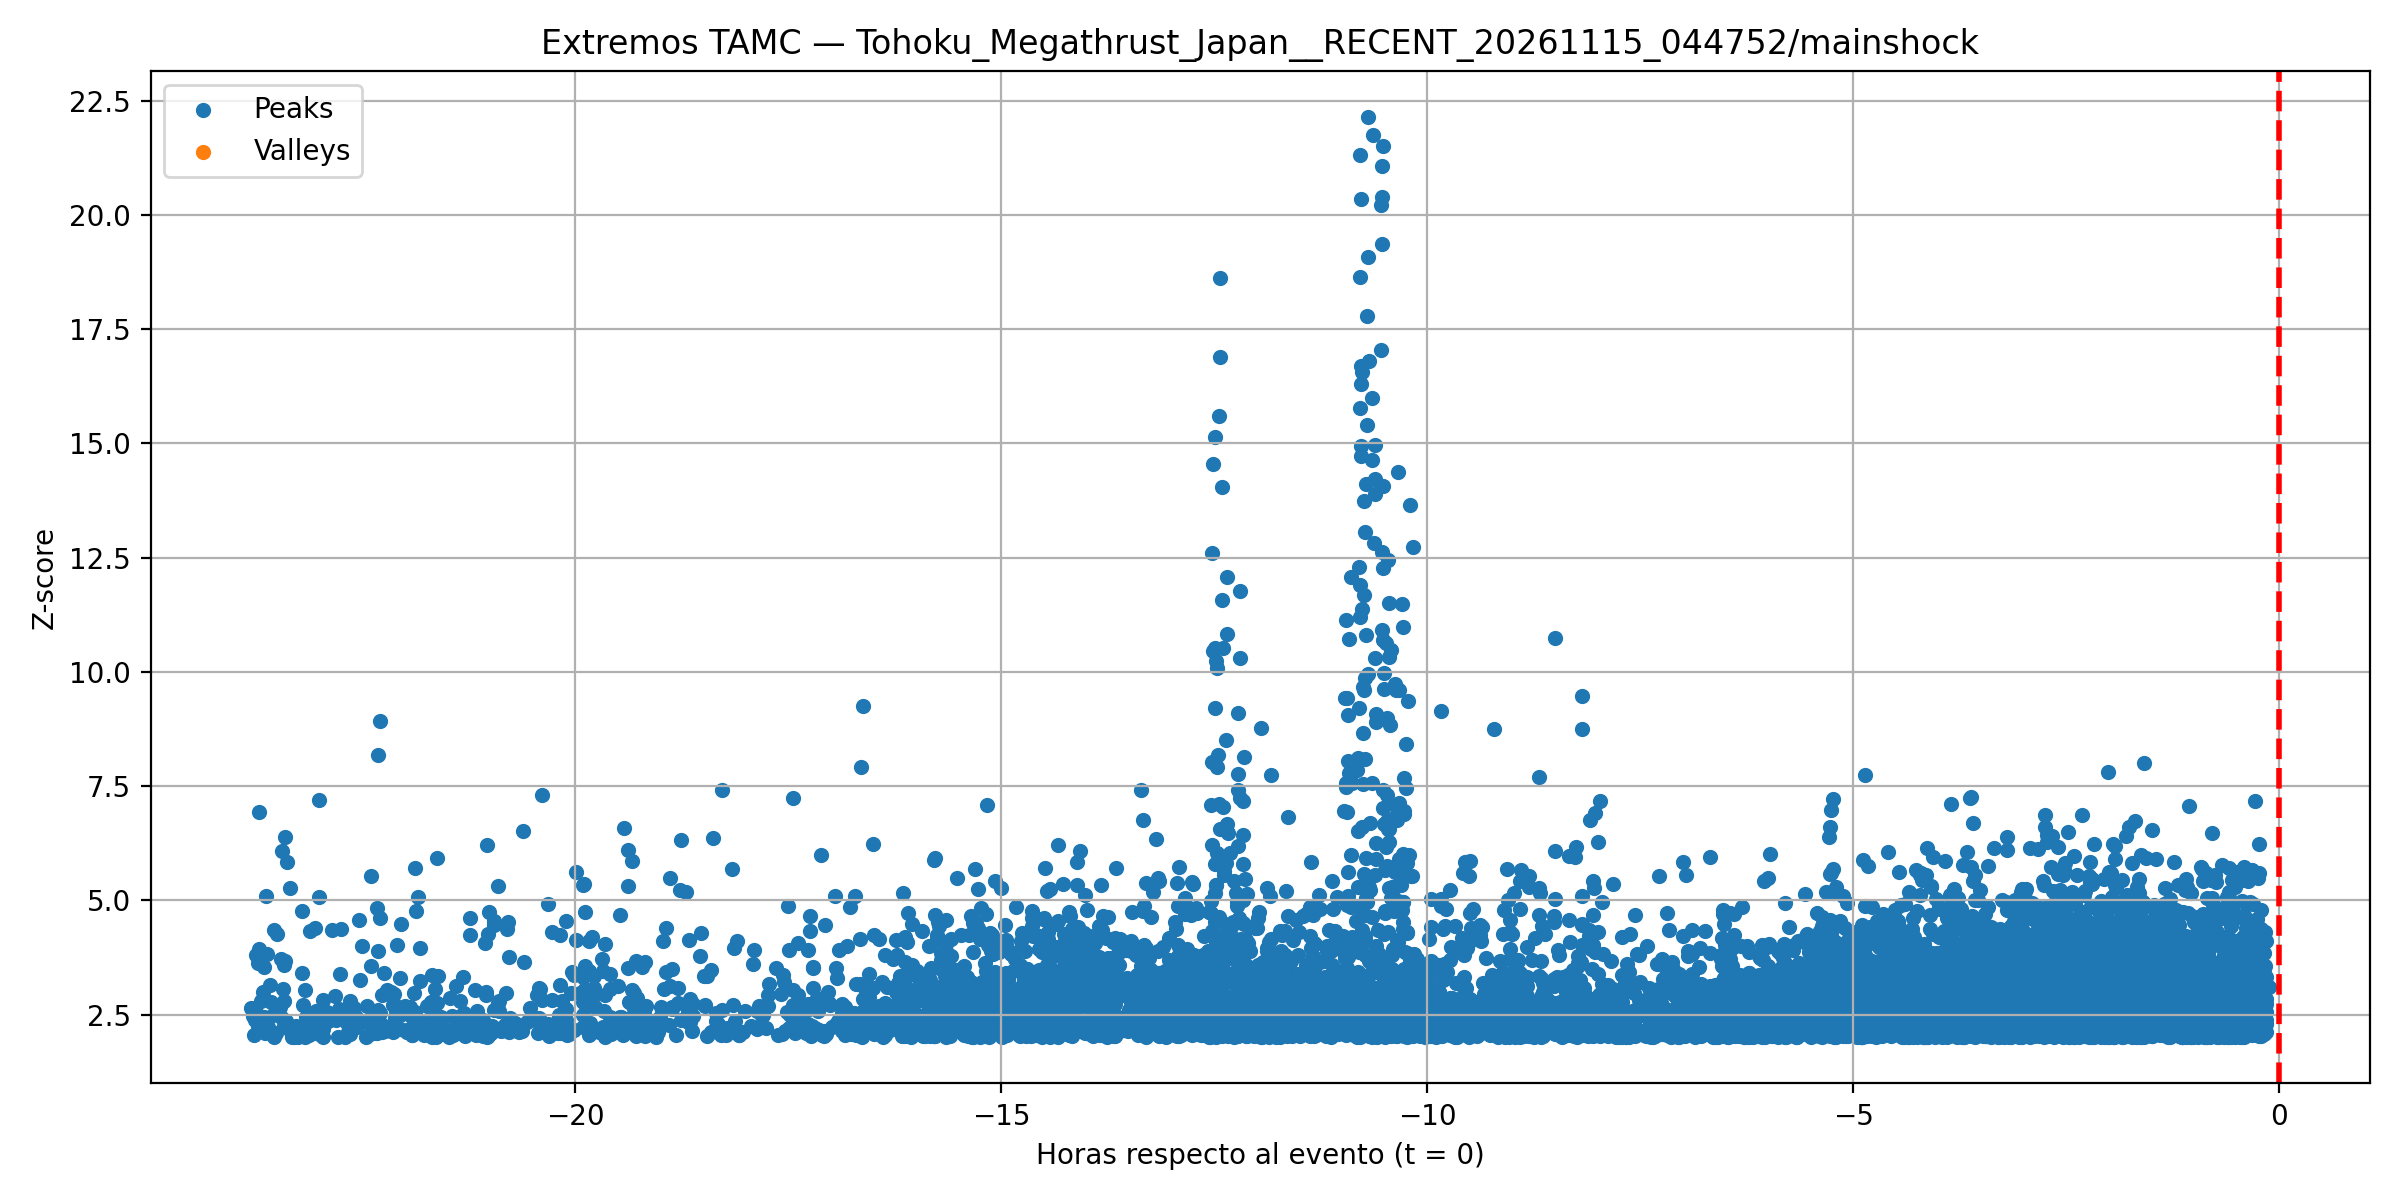 Extremos TAMC — Tohoku_Megathrust_Japan__RECENT_20261115_044752/mainshock
Peaks
Valleys
22.5
20.0
17.5
15.0
12.5
10.0
7.5
5.0
2.5
Z-score
−20
−15
−10
−5
0
Horas respecto al evento (t = 0)